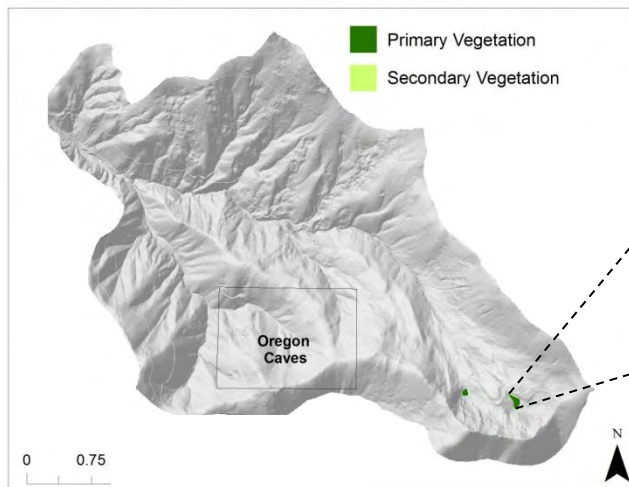 Primary Vegetation
Secondary Vegetation
Oregon
Caves
0 0.75
N